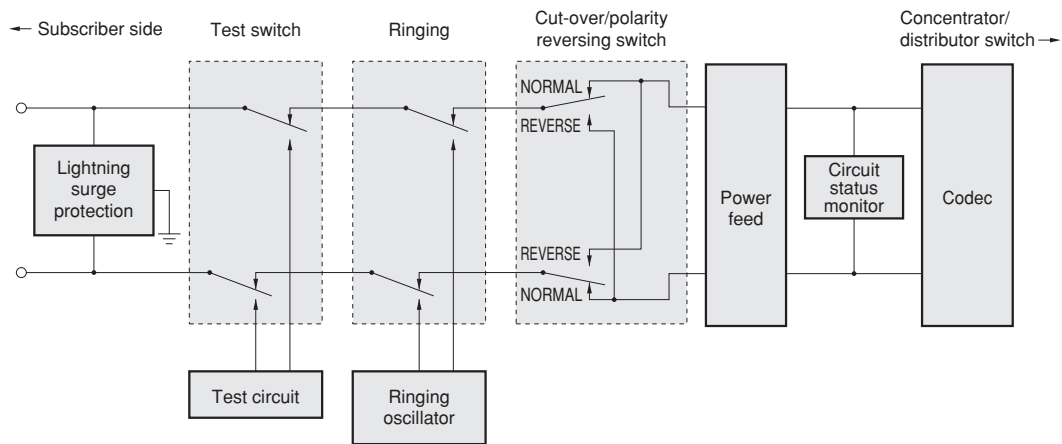 ← Subscriber side
Test switch
Ringing
Cut-over/polarity
reversing switch
Concentrator/
distributor switch →
NORMAL
REVERSE
Lightning
surge
protection
Power
feed
Circuit
status
monitor
Codec
REVERSE
NORMAL
Test circuit
Ringing
oscillator